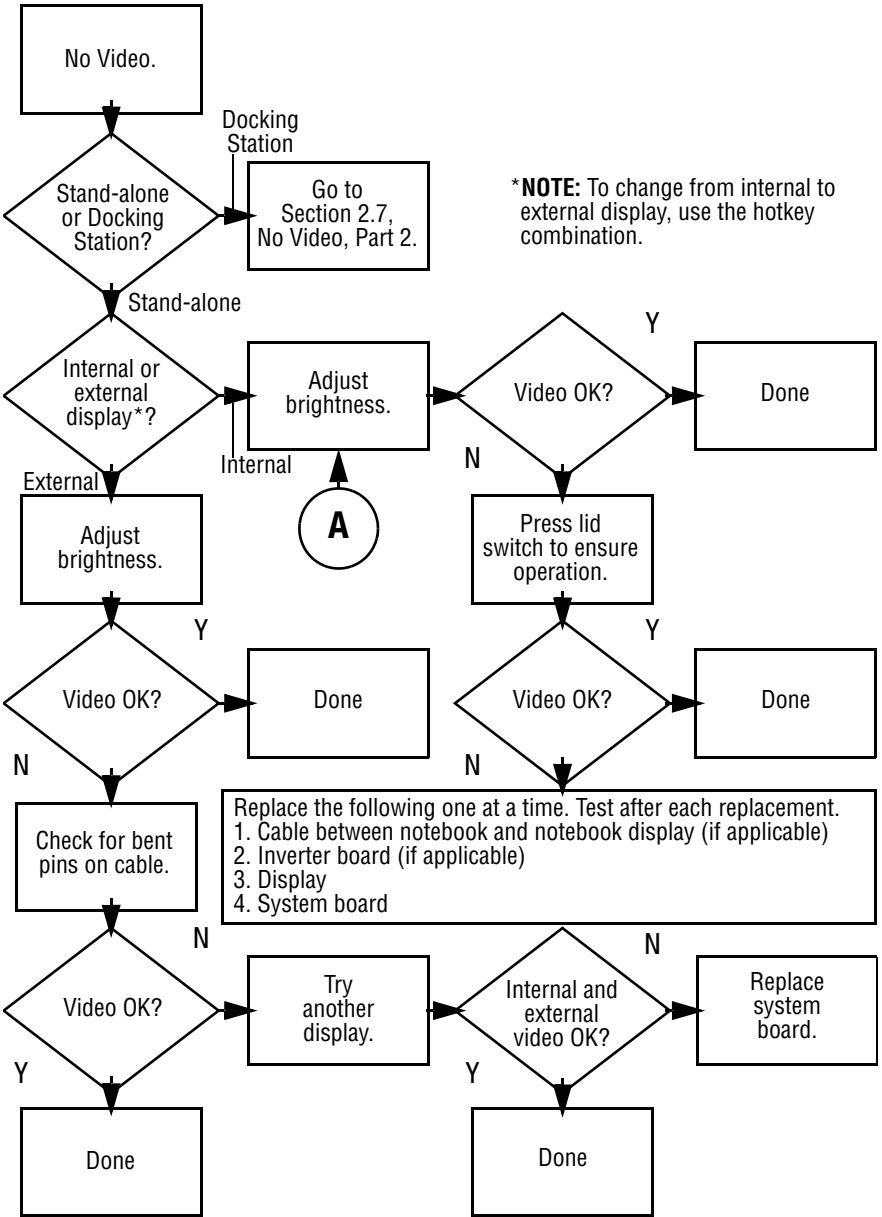 No Video.
Docking
Station
Stand-alone
or Docking
Station?
Go to
Section 2.7,
No Video, Part 2.
*NOTE: To change from internal to
external display, use the hotkey
combination.
Stand-alone
Internal or
external
display*?
Internal
Adjust
brightness.
A
Video OK?
Y
Done
N
External
Adjust
brightness.
Press lid
switch to ensure
operation.
Video OK?
Y
Done
N
Video OK?
Y
Done
N
Check for bent
pins on cable.
Replace the following one at a time. Test after each replacement.
1. Cable between notebook and notebook display (if applicable)
2. Inverter board (if applicable)
3. Display
4. System board
Video OK?
N
Try
another
display.
Internal and
external
video OK?
N
Replace
system
board.
Y
Done
Y
Done